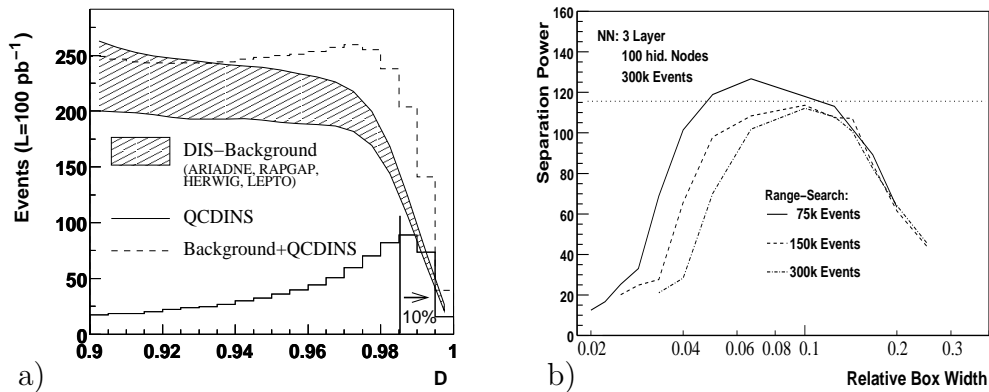 Events (L=100 pb⁻¹)
250
200
150
100
50
0
DIS−Background
(ARIADNE, RAPGAP,
HERWIG, LEPTO)
QCDINS
Background+QCDINS
10%
0.9 0.92 0.94 0.96 0.98 1
D
a)
Separation Power
160
140
120
100
80
60
40
20
0
NN: 3 Layer
100 hid. Nodes
300k Events
Range−Search:
75k Events
150k Events
300k Events
0.02 0.04 0.06 0.08 0.1 0.2 0.3
Relative Box Width
b)